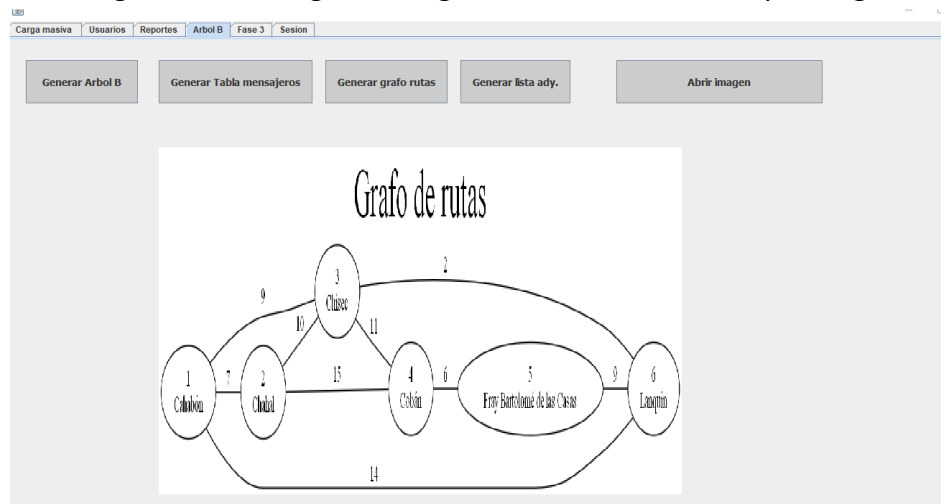 Carga masiva Usuarios Reportes Arbol B Fase 3 Sesion
Generar Arbol B Generar Tabla mensajeros Generar grafo rutas Generar lista ady. Abrir imagen
Grafo de rutas
2
3
Chisec
9
10
11
1
Cahabón
7
2
Chahal
15
4
Cobán
6
5
Fray Bartolomé de las Casas
9
6
Lanquín
14